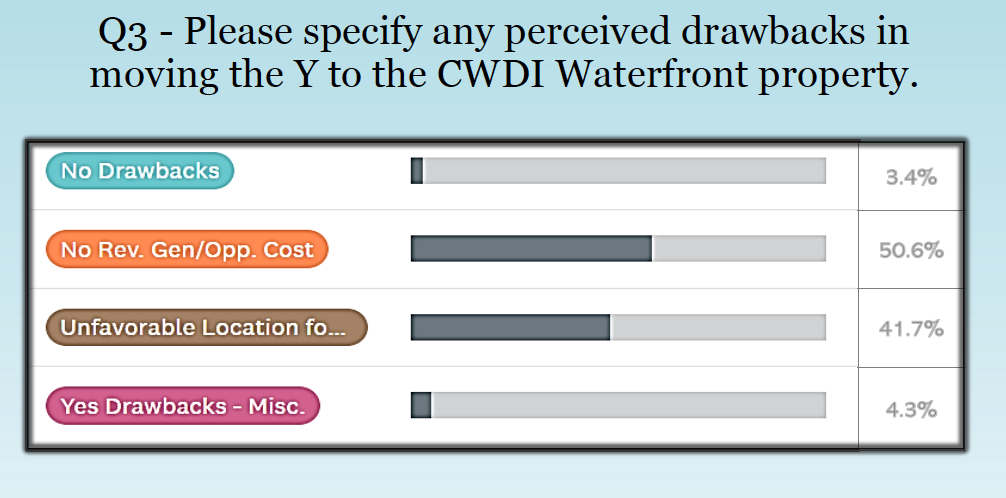 Q3 - Please specify any perceived drawbacks in
moving the Y to the CWDI Waterfront property.
No Drawbacks 3.4%
No Rev. Gen/Opp. Cost 50.6%
Unfavorable Location fo... 41.7%
Yes Drawbacks - Misc. 4.3%